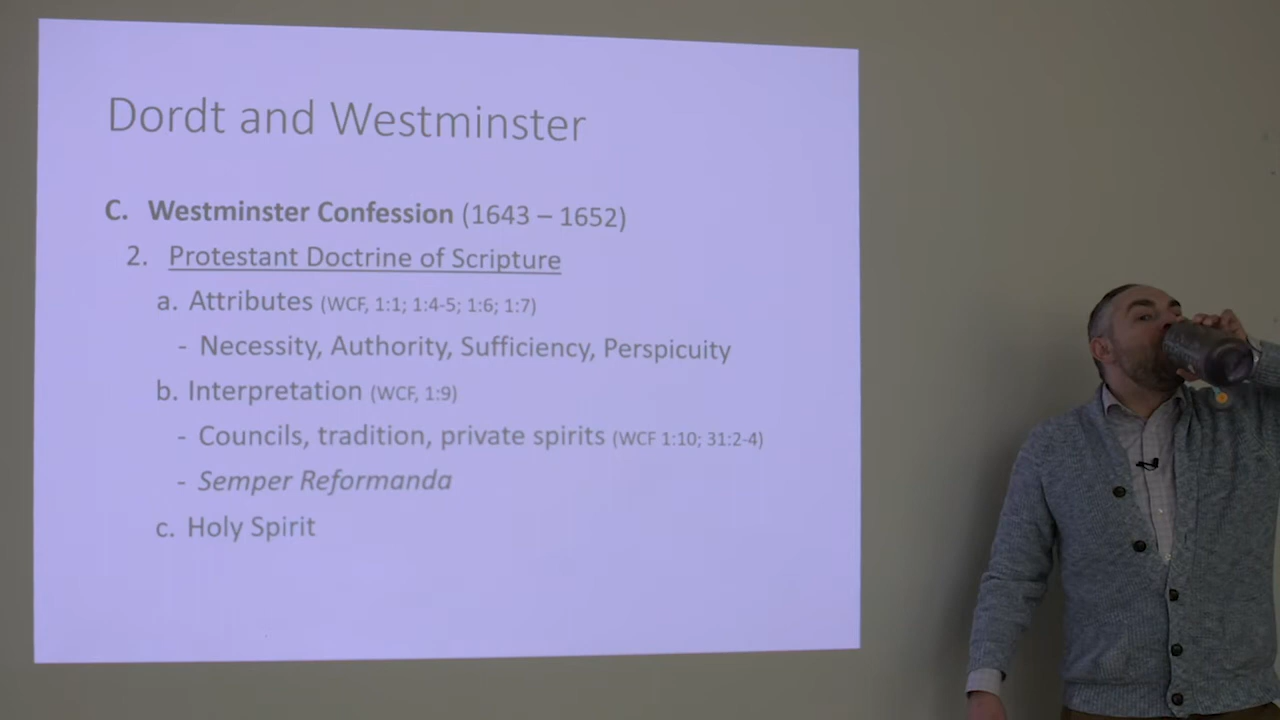 Dordt and Westminster
C. Westminster Confession (1643 – 1652)
2. Protestant Doctrine of Scripture
a. Attributes (WCF, 1:1; 1:4-5; 1:6; 1:7)
- Necessity, Authority, Sufficiency, Perspicuity
b. Interpretation (WCF, 1:9)
- Councils, tradition, private spirits (WCF 1:10; 31:2-4)
- Semper Reformanda
c. Holy Spirit